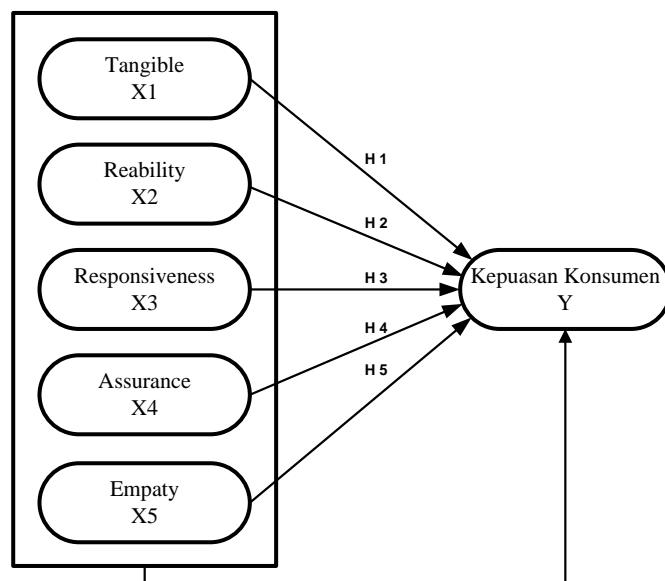 Tangible
X1
H 1
Reability
X2
H 2
Responsiveness
X3
H 3
Kepuasan Konsumen
Y
H 4
Assurance
X4
H 5
Empaty
X5